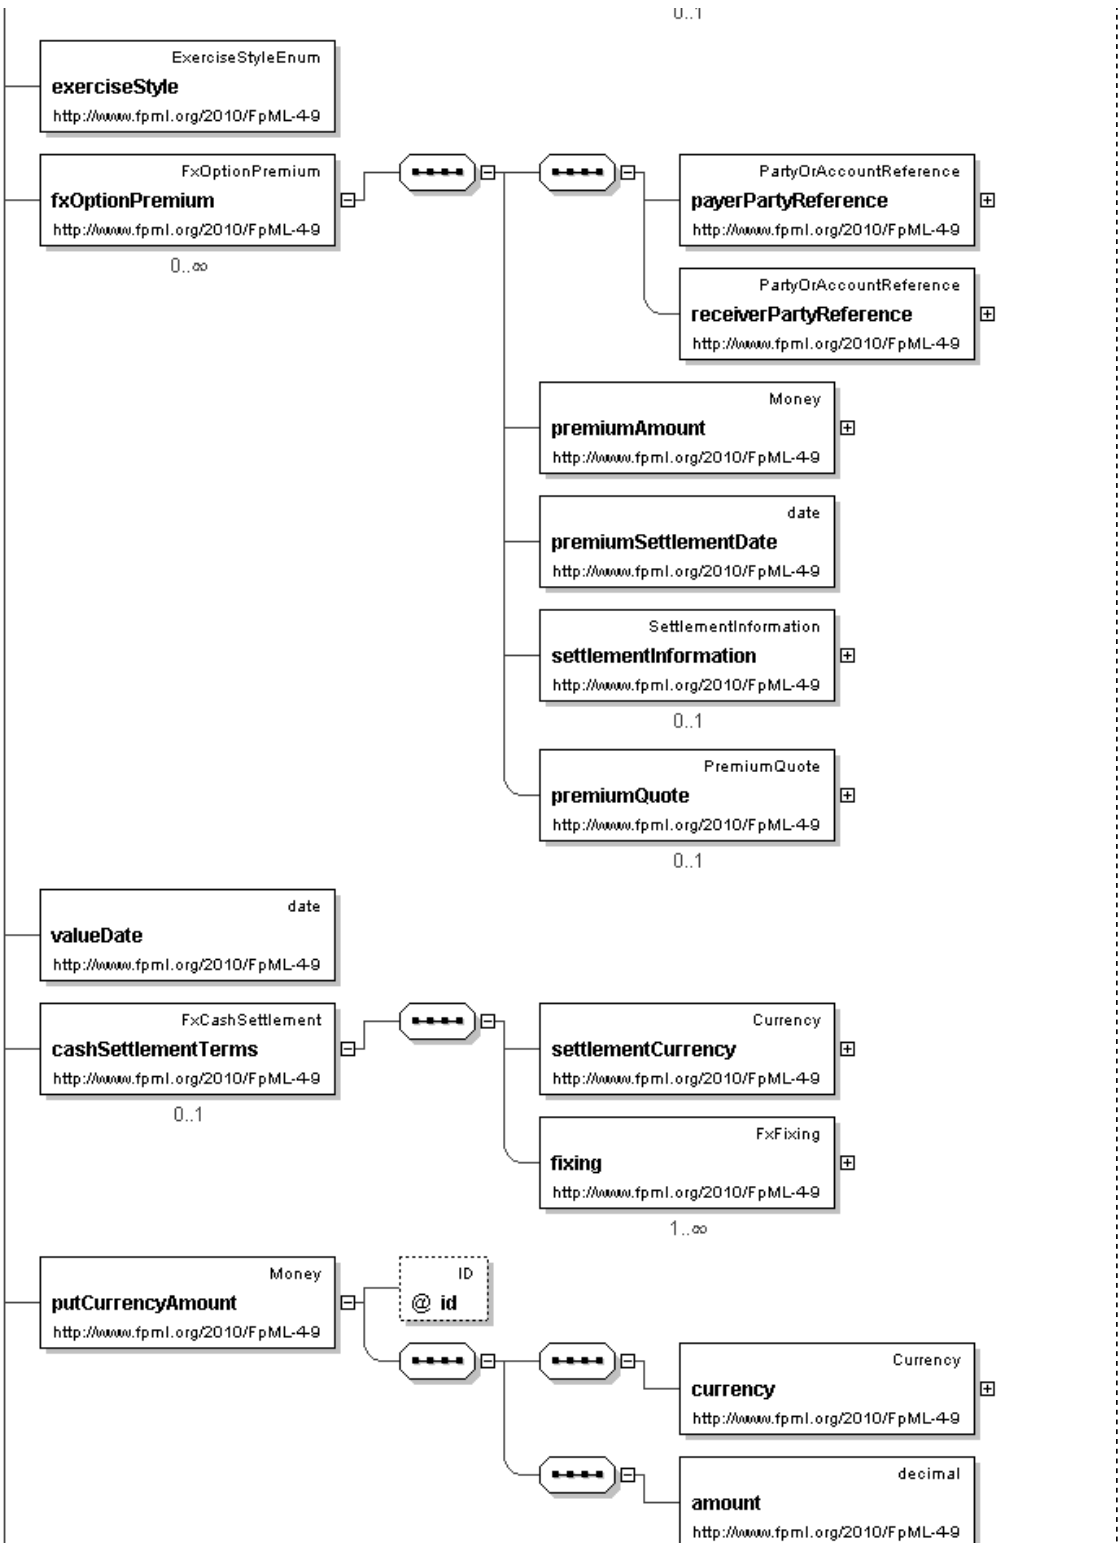 0..1
ExerciseStyleEnum
exerciseStyle
http://www.fpml.org/2010/FpML-4-9
FxOptionPremium
fxOptionPremium
http://www.fpml.org/2010/FpML-4-9
0..∞
PartyOrAccountReference
payerPartyReference
http://www.fpml.org/2010/FpML-4-9
PartyOrAccountReference
receiverPartyReference
http://www.fpml.org/2010/FpML-4-9
Money
premiumAmount
http://www.fpml.org/2010/FpML-4-9
date
premiumSettlementDate
http://www.fpml.org/2010/FpML-4-9
SettlementInformation
settlementInformation
http://www.fpml.org/2010/FpML-4-9
0..1
PremiumQuote
premiumQuote
http://www.fpml.org/2010/FpML-4-9
0..1
date
valueDate
http://www.fpml.org/2010/FpML-4-9
FxCashSettlement
cashSettlementTerms
http://www.fpml.org/2010/FpML-4-9
0..1
Currency
settlementCurrency
http://www.fpml.org/2010/FpML-4-9
FxFixing
fixing
http://www.fpml.org/2010/FpML-4-9
1..∞
Money
putCurrencyAmount
http://www.fpml.org/2010/FpML-4-9
ID
@ id
Currency
currency
http://www.fpml.org/2010/FpML-4-9
decimal
amount
http://www.fpml.org/2010/FpML-4-9